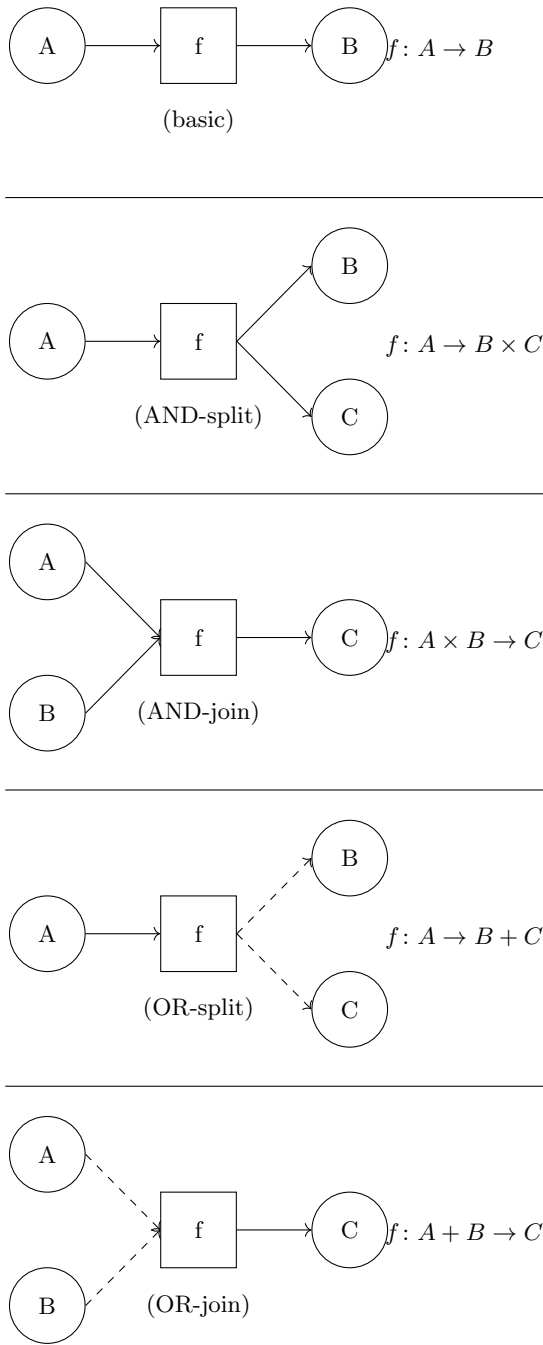 A f B f: A → B
(basic)
B
A f f: A → B × C
(AND-split) C
A
f C f: A × B → C
B (AND-join)
B
A f f: A → B + C
(OR-split) C
A
f C f: A + B → C
B (OR-join)